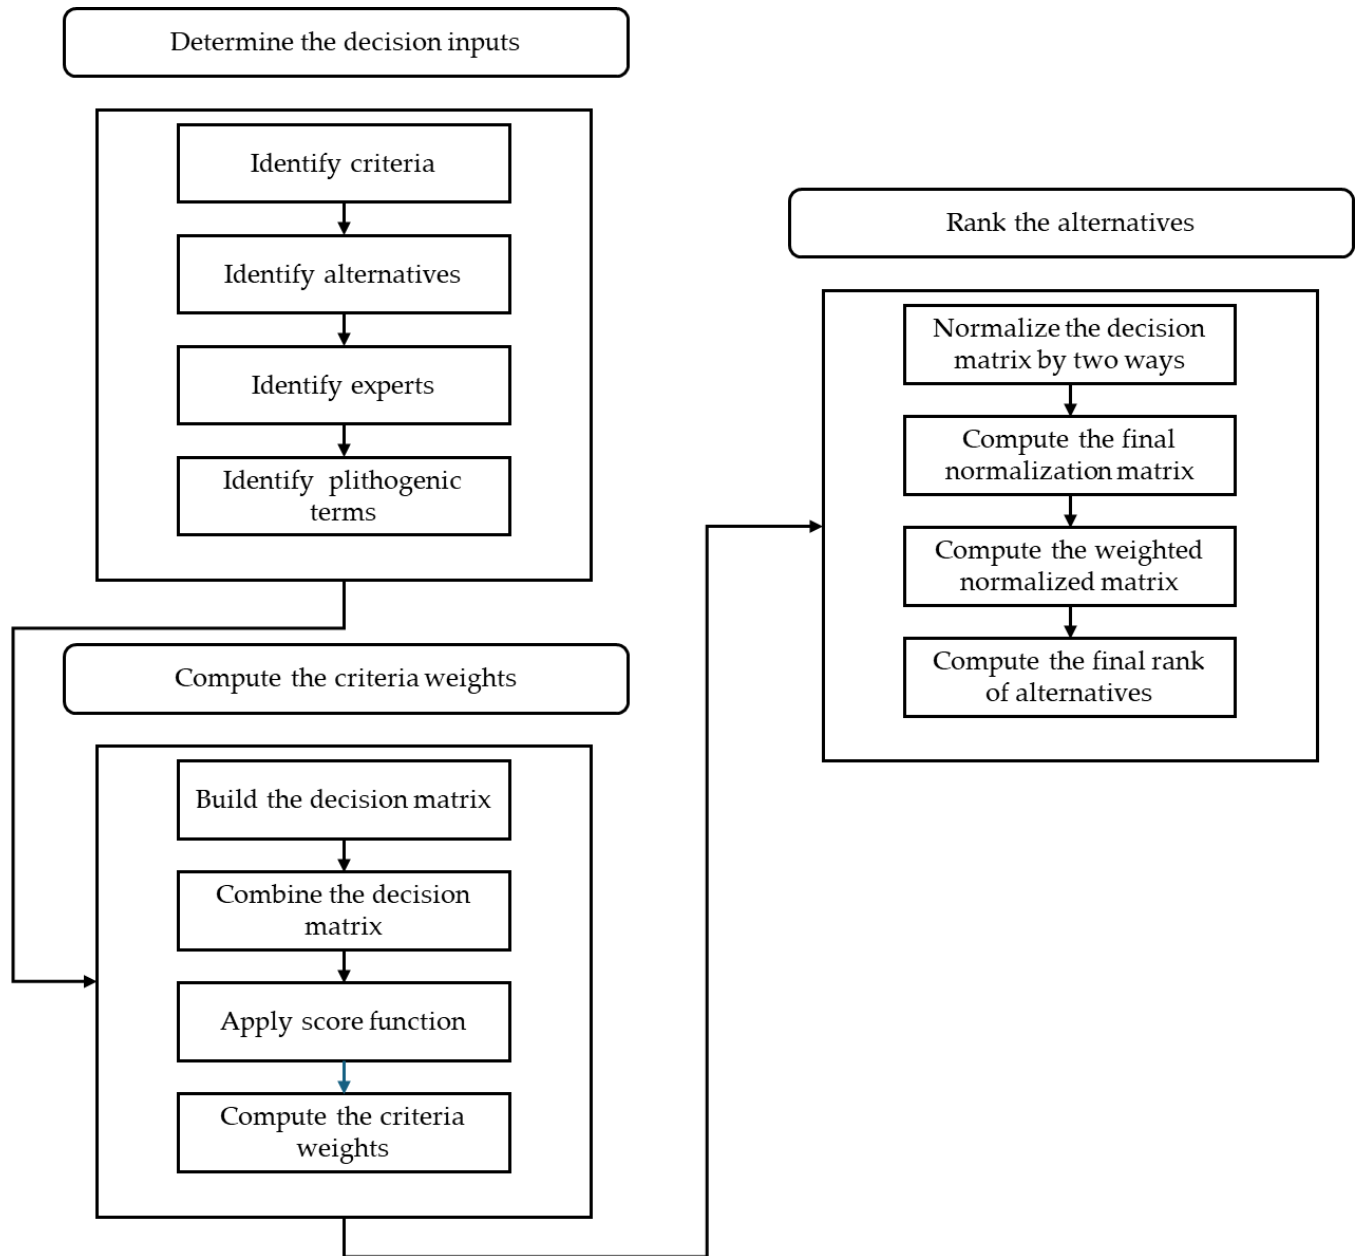 Determine the decision inputs
Identify criteria
Identify alternatives
Identify experts
Identify plithogenic
terms
Compute the criteria weights
Build the decision matrix
Combine the decision
matrix
Apply score function
Compute the criteria
weights
Rank the alternatives
Normalize the decision
matrix by two ways
Compute the final
normalization matrix
Compute the weighted
normalized matrix
Compute the final rank
of alternatives